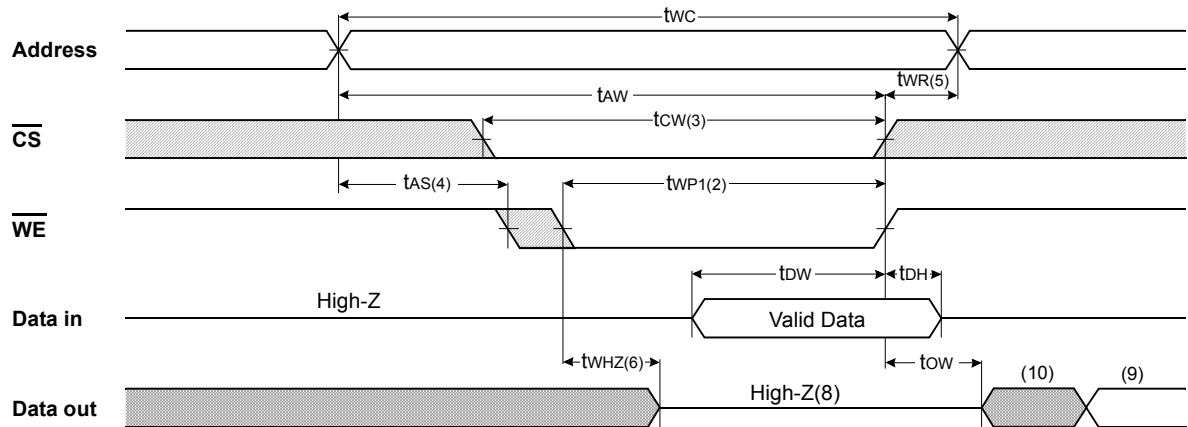 tWC
Address
tAW
tWR(5)
tCW(3)
CS
tAS(4)
tWP1(2)
WE
tDW
tDH
High-Z
Data in
Valid Data
tWHZ(6)
tOW
(10)
(9)
High-Z(8)
Data out